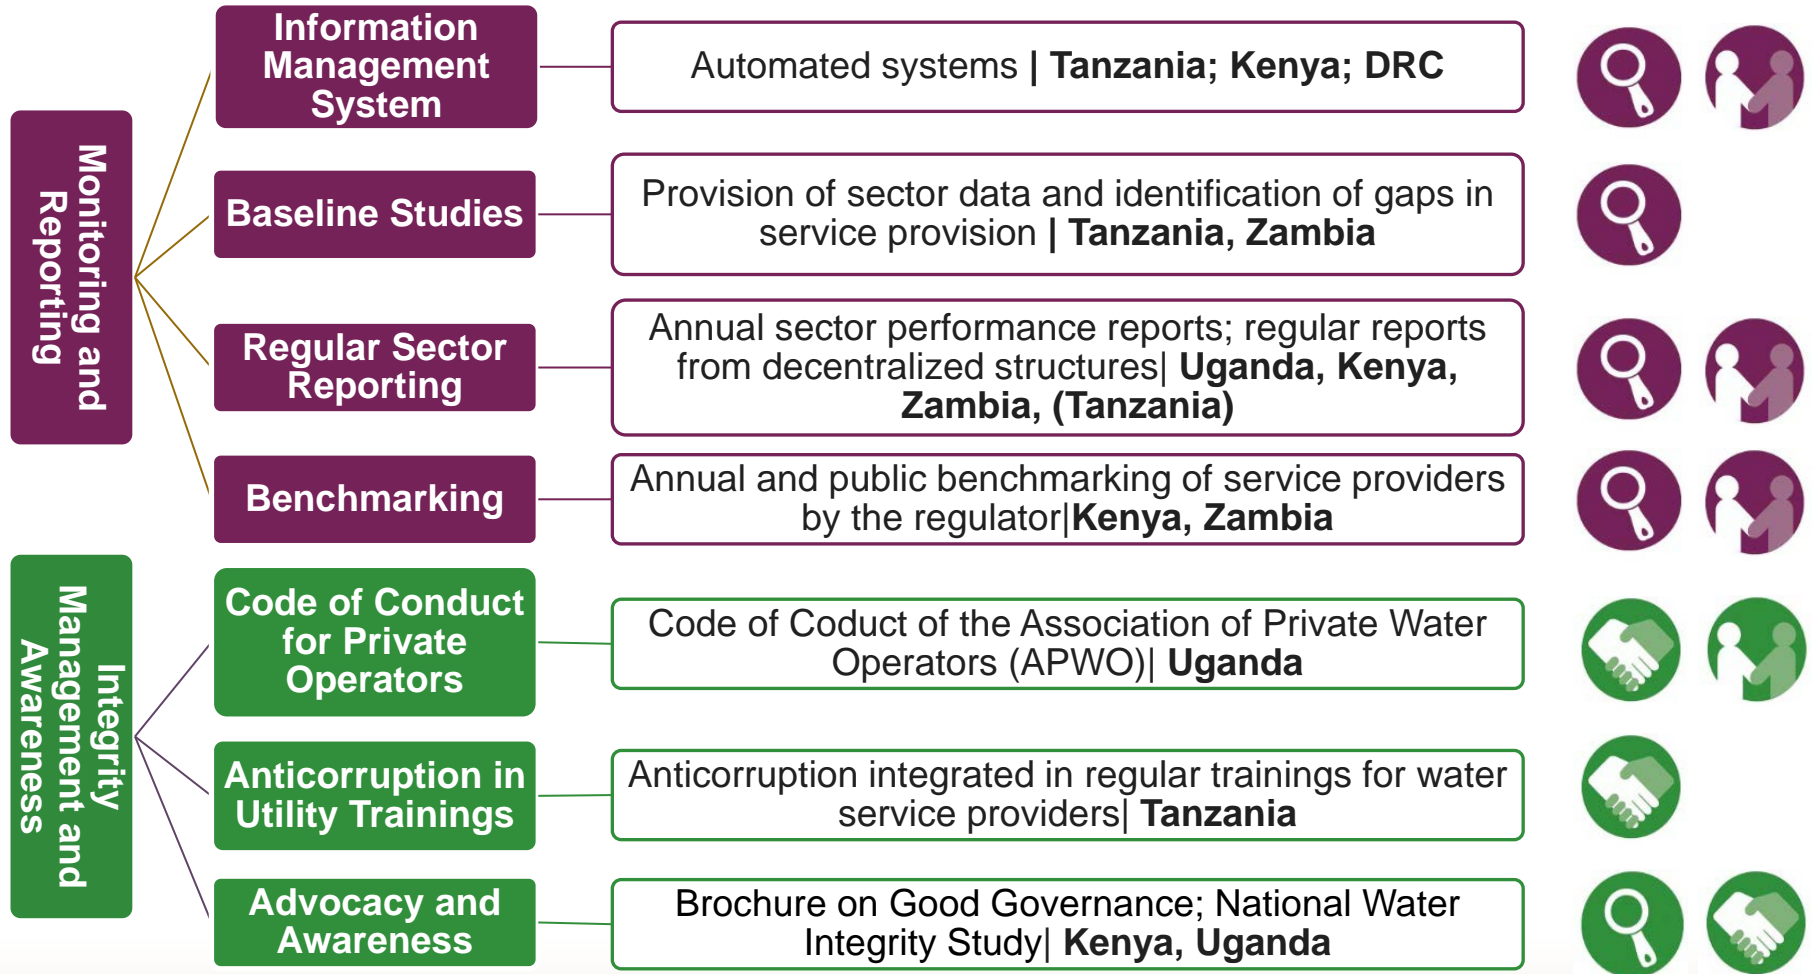 Monitoring and
Reporting
Information
Management
System
Automated systems | Tanzania; Kenya; DRC
Baseline Studies
Provision of sector data and identification of gaps in
service provision | Tanzania, Zambia
Regular Sector
Reporting
Annual sector performance reports; regular reports
from decentralized structures| Uganda, Kenya,
Zambia, (Tanzania)
Benchmarking
Annual and public benchmarking of service providers
by the regulator|Kenya, Zambia
Integrity
Management and
Awareness
Code of Conduct
for Private
Operators
Code of Coduct of the Association of Private Water
Operators (APWO)| Uganda
Anticorruption in
Utility Trainings
Anticorruption integrated in regular trainings for water
service providers| Tanzania
Advocacy and
Awareness
Brochure on Good Governance; National Water
Integrity Study| Kenya, Uganda